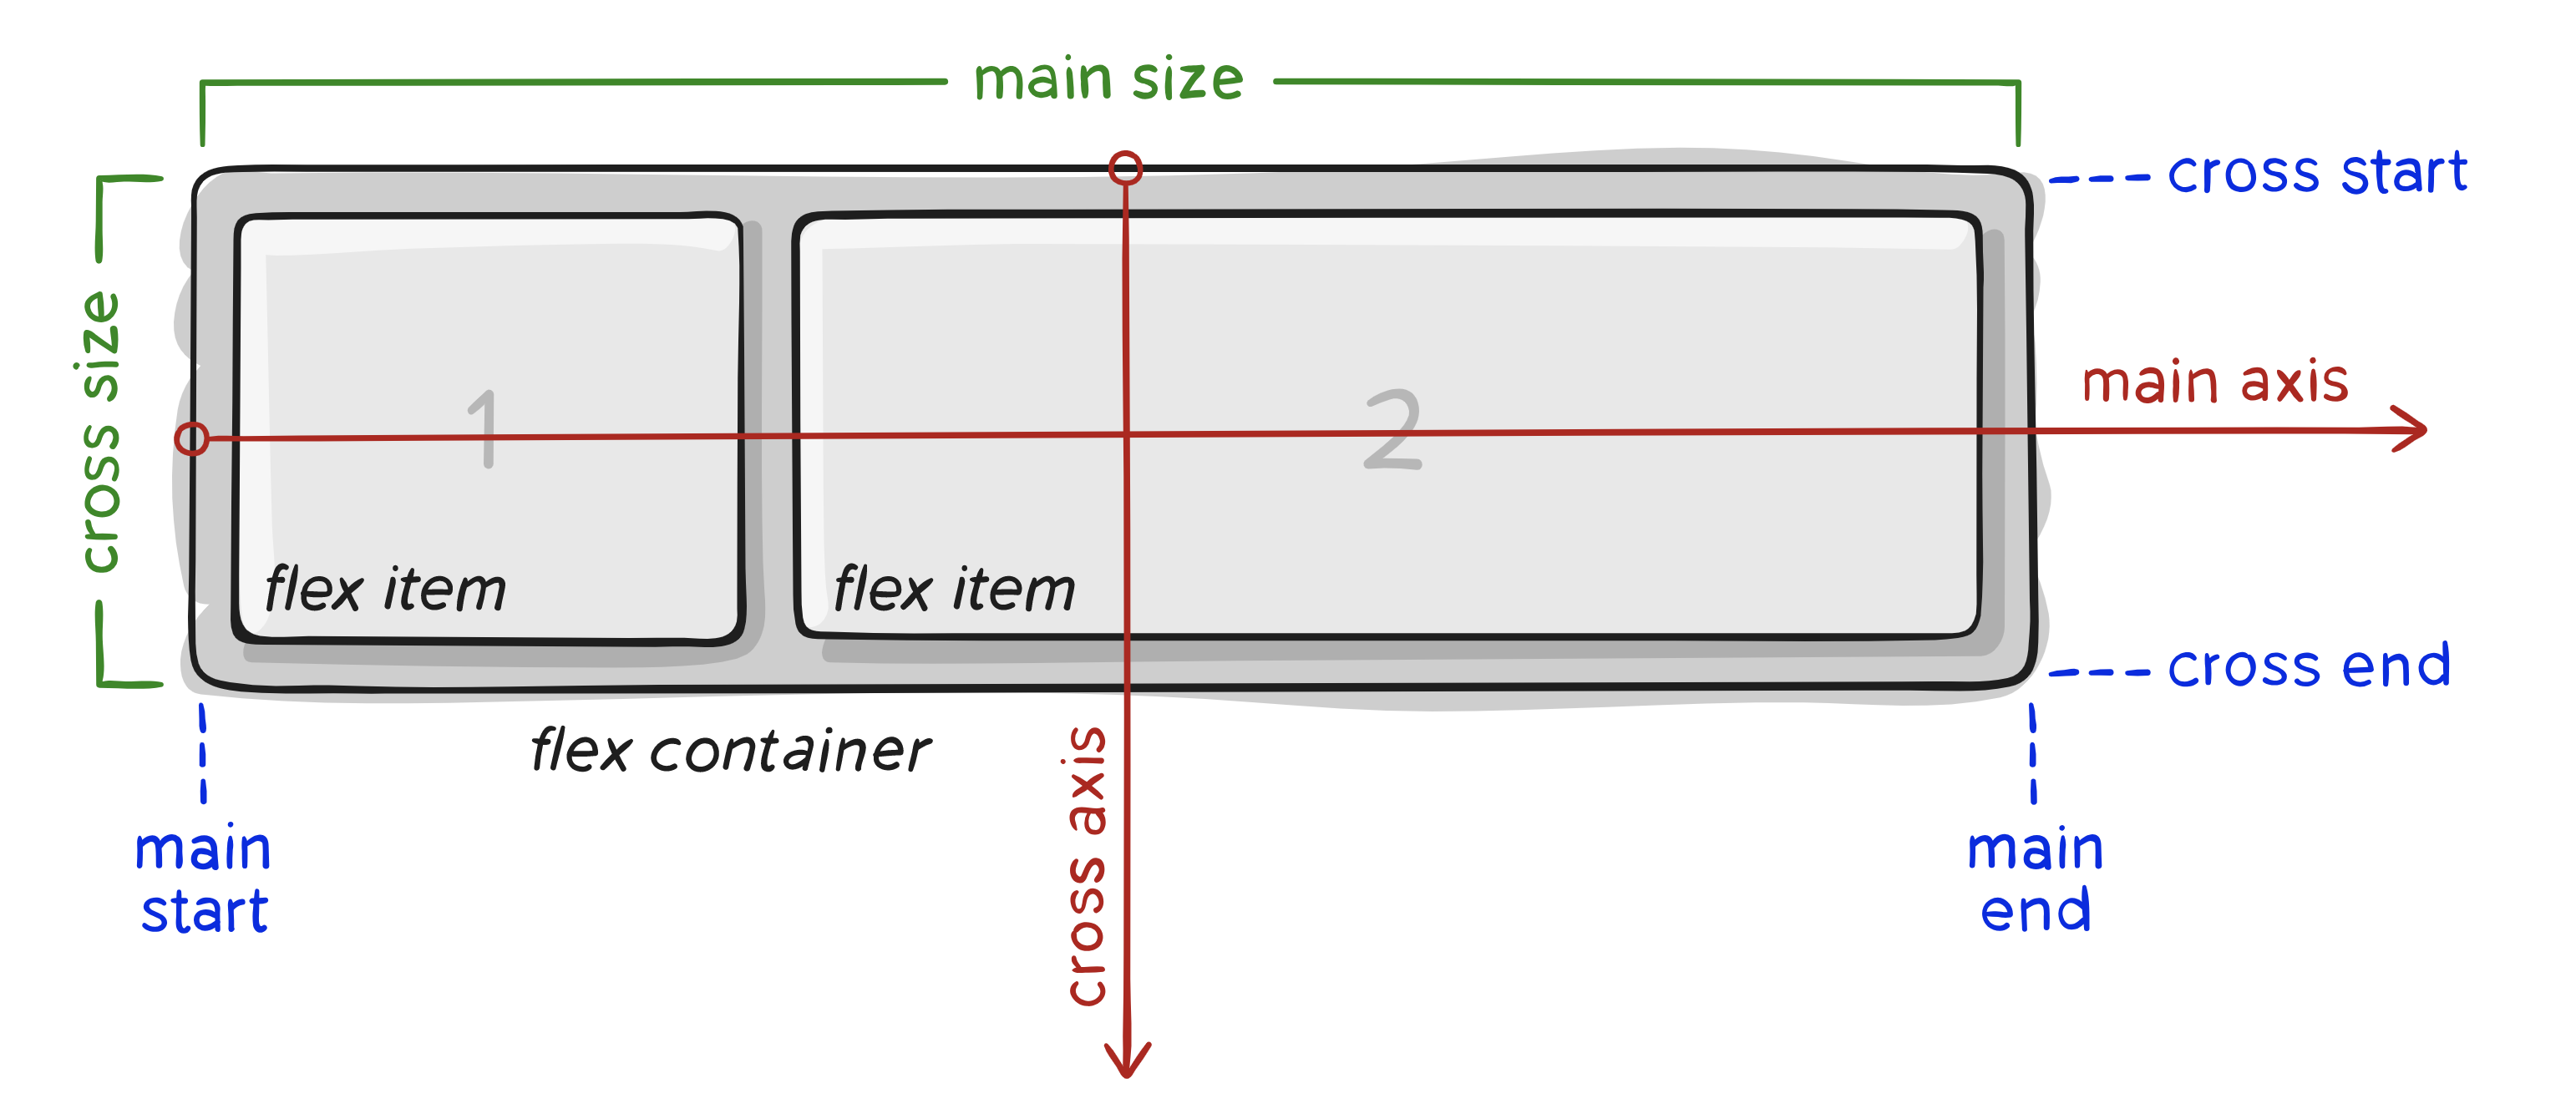 main size
cross start
cross size
1
2
main axis
flex item
flex item
cross end
flex container
cross axis
main
start
main
end